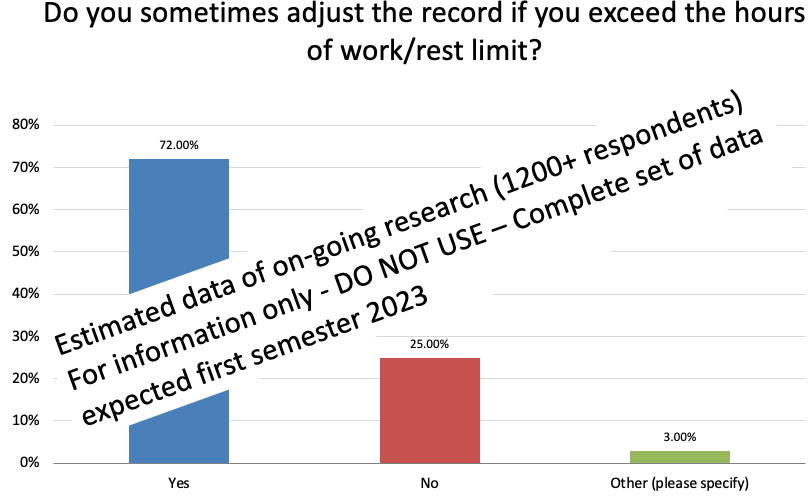 Do you sometimes adjust the record if you exceed the hours
of work/rest limit?
80%
70%
60%
50%
40%
30%
20%
10%
0%
72.00%
25.00%
3.00%
Estimated data of on-going research (1200+ respondents)
For information only - DO NOT USE – Complete set of data
expected first semester 2023
Yes
No
Other (please specify)